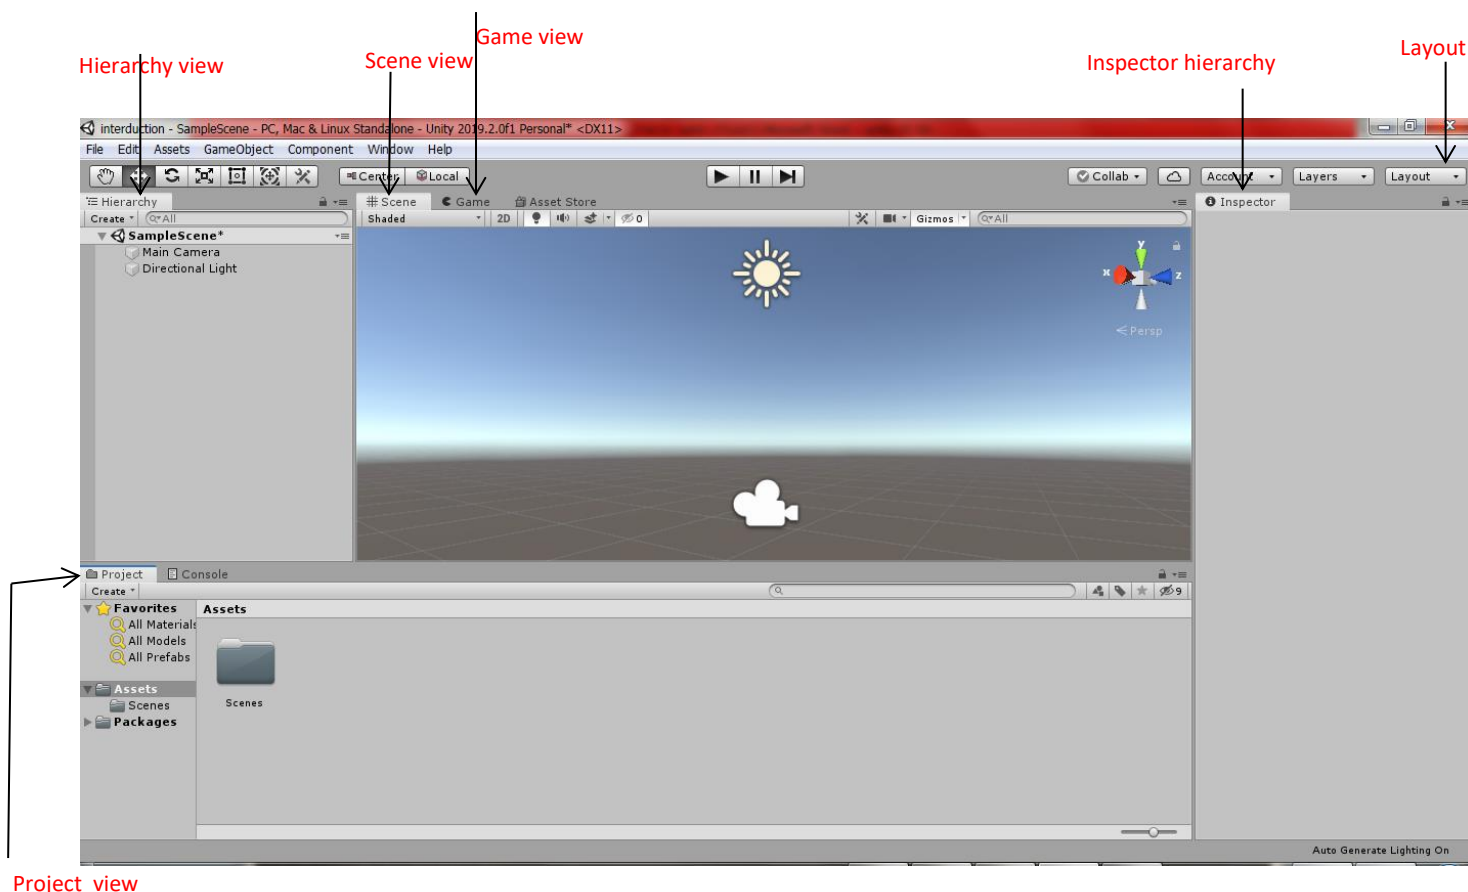 Game view
Layout
Hierarchy view
Scene view
Inspector hierarchy
interduction - SampleScene - PC, Mac & Linux Standalone - Unity 2019.2.0f1 Personal* <DX11>
File Edit Assets GameObject Component Window Help
Center Local Collab Account Layers Layout
Hierarchy Scene Game Asset Store Inspector
Create All Shaded 2D 0 Gizmos All
SampleScene*
Main Camera
Directional Light
y
x z
Persp
Project Console
Create 9
Favorites Assets
All Materials
All Models
All Prefabs
Assets
Scenes Scenes
Packages
Auto Generate Lighting On
Project view